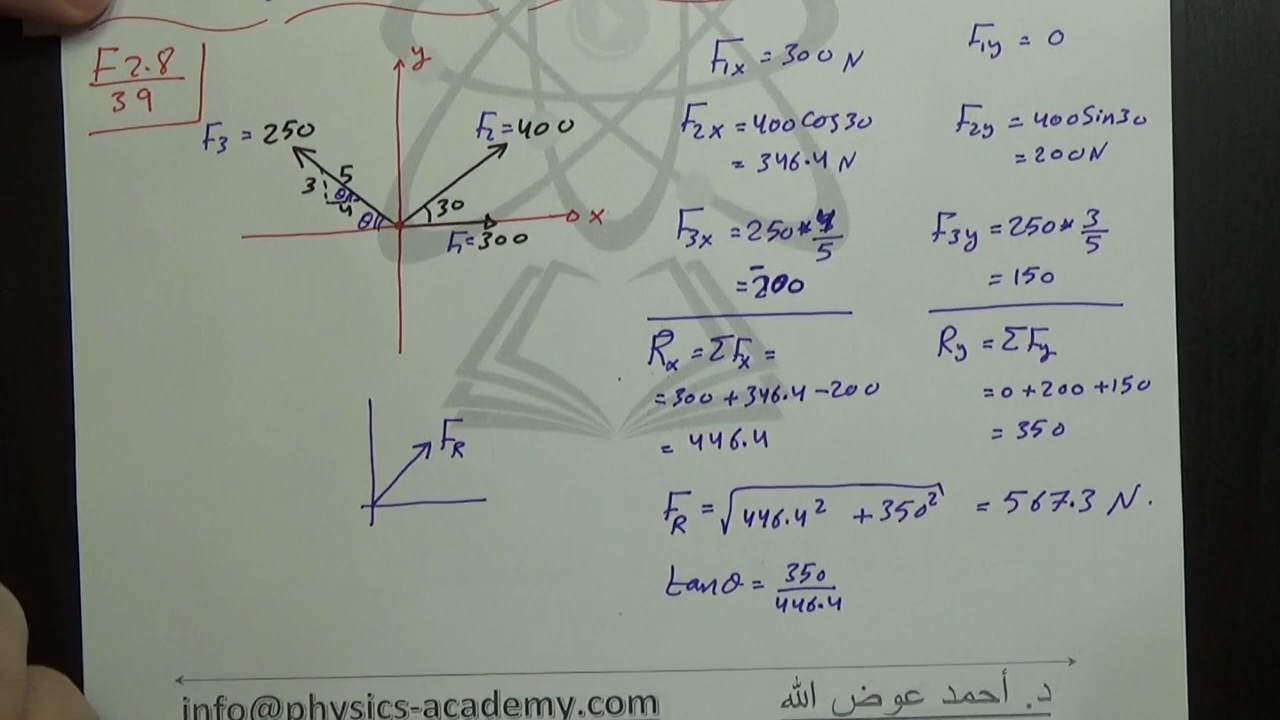 F2.8
39
y
F₃ = 250
F₂ = 400
5
3
θ
4
θ
30
x
F₁ = 300
F_R
F₁ₓ = 300 N
F₂ₓ = 400 cos 30
= 346.4 N
F₃ₓ = 250 * 4/5
= -200
Rₓ = ΣFₓ =
= 300 + 346.4 - 200
= 446.4
F₁y = 0
F₂y = 400 Sin 30
= 200 N
F₃y = 250 * 3/5
= 150
Ry = ΣFy
= 0 + 200 + 150
= 350
F_R = √(446.4² + 350²) = 567.3 N.
tanθ = 350/446.4
info@physics-academy.com
د. أحمد عوض الله